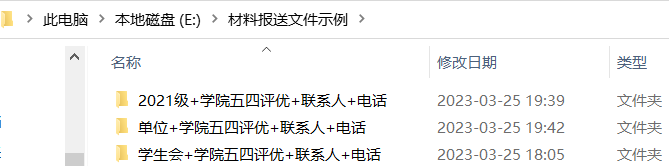 此电脑 > 本地磁盘 (E:) > 材料报送文件示例 >
名称 修改日期 类型
2021级+学院五四评优+联系人+电话 2023-03-25 19:39 文件夹
单位+学院五四评优+联系人+电话 2023-03-25 19:42 文件夹
学生会+学院五四评优+联系人+电话 2023-03-25 18:05 文件夹